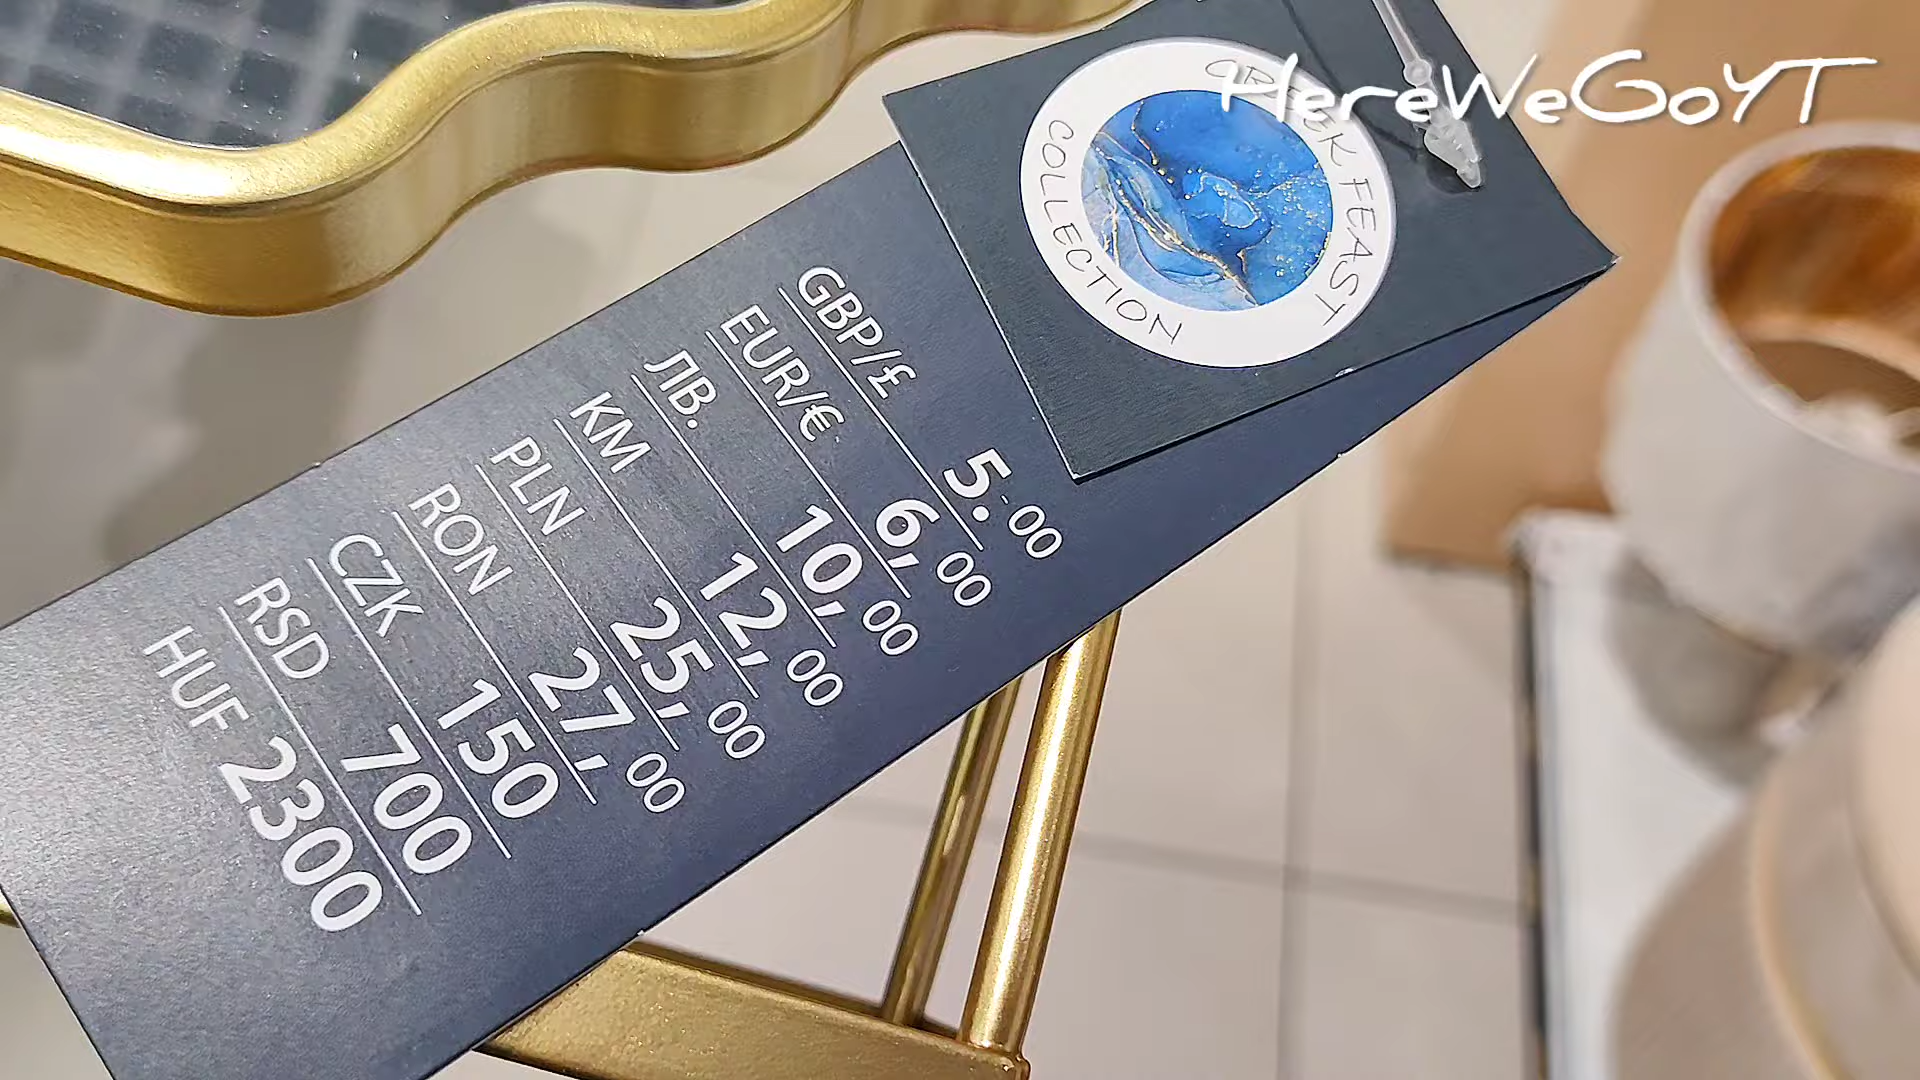 HereWeGoYT
GREEK FEAST
COLLECTION
GBP/£ 5.00
EUR/€ 6,00
ЛВ. 10,00
KM 12,00
PLN 25,00
RON 27,00
CZK 150
RSD 700
HUF 2300